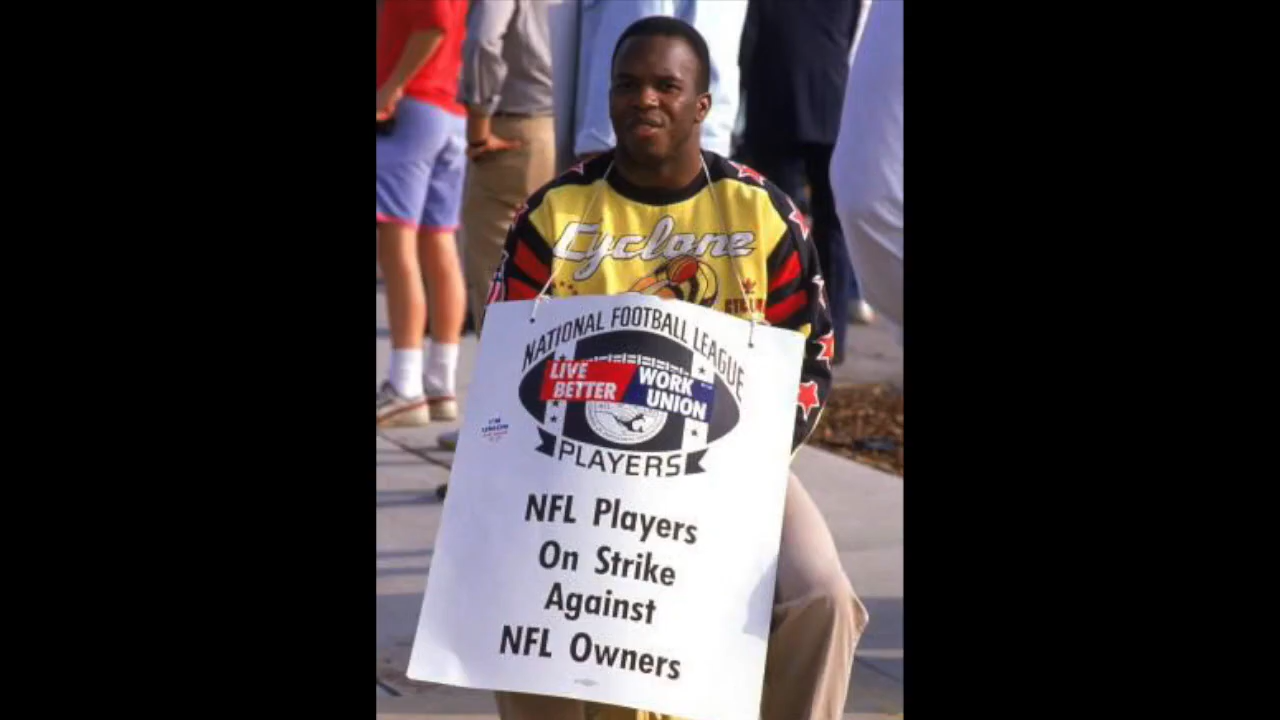 Cyclone
NATIONAL FOOTBALL LEAGUE
LIVE
BETTER
WORK
UNION
PLAYERS
NFL Players
On Strike
Against
NFL Owners